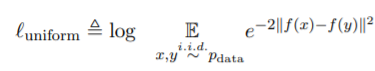 ℓ_uniform ≜ log 𝔼_{x,y ~^{i.i.d.} p_data} e^{−2‖f(x)−f(y)‖²}